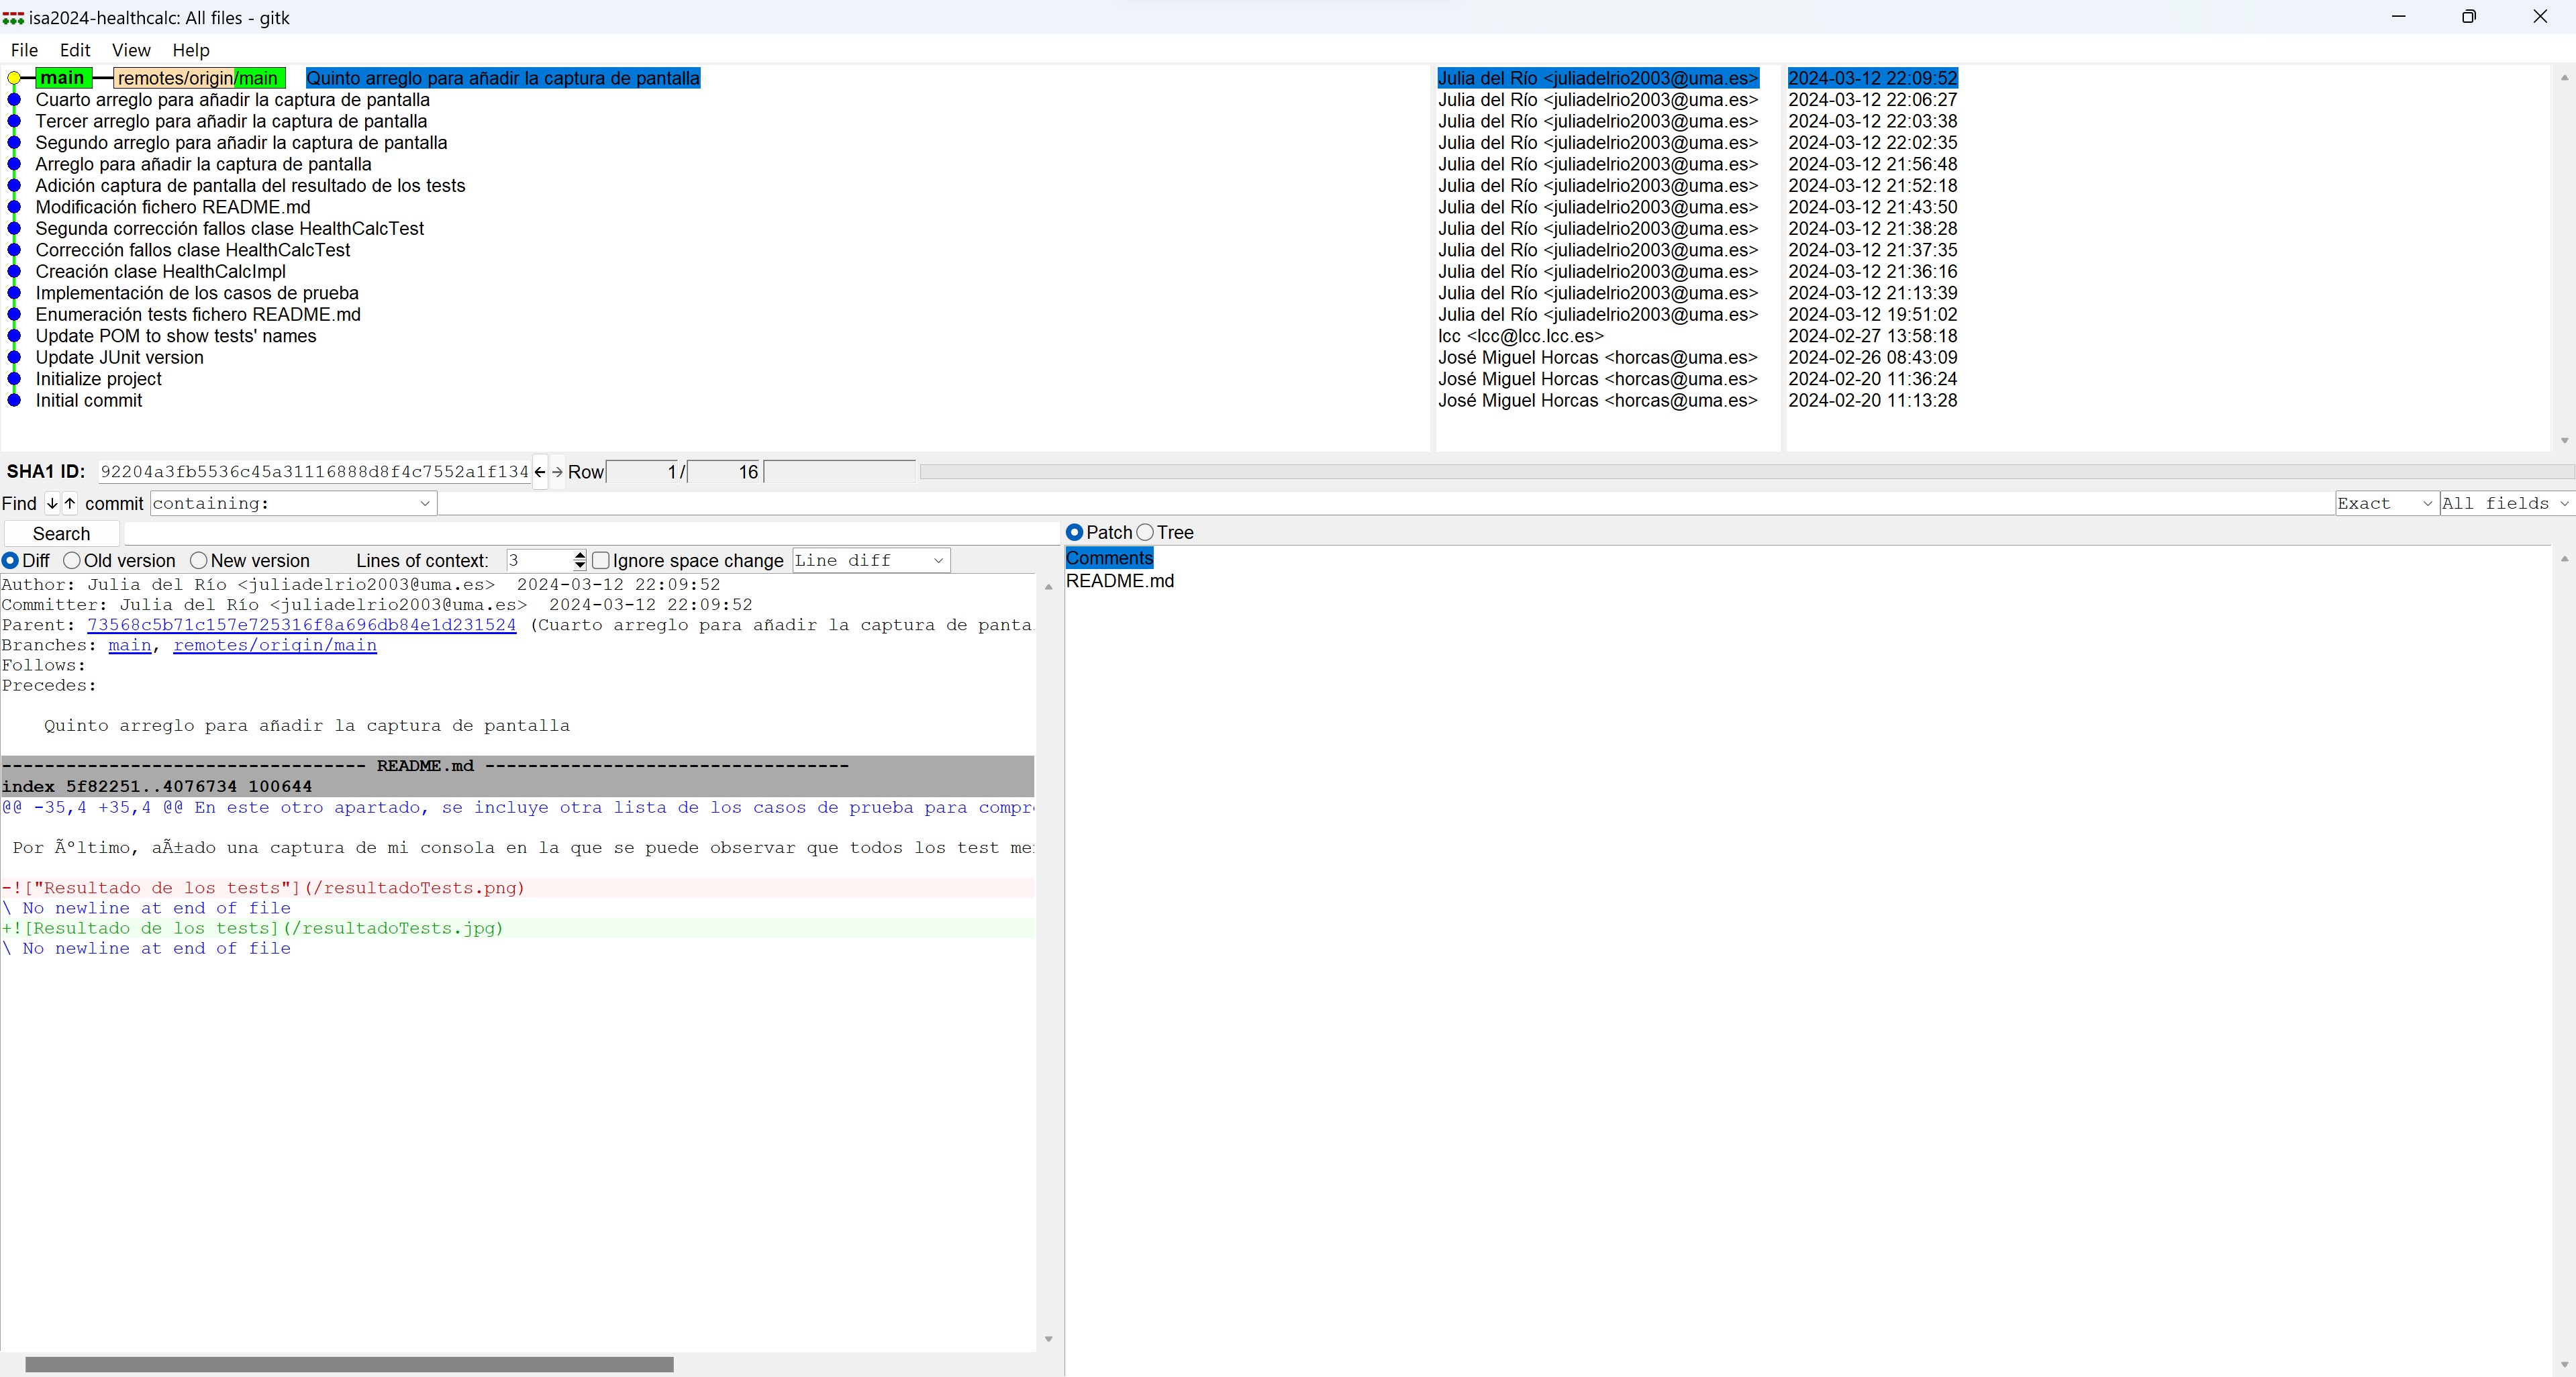 isa2024-healthcalc: All files - gitk
File Edit View Help
main remotes/origin/main Quinto arreglo para añadir la captura de pantalla Julia del Río <juliadelrio2003@uma.es> 2024-03-12 22:09:52
Cuarto arreglo para añadir la captura de pantalla Julia del Río <juliadelrio2003@uma.es> 2024-03-12 22:06:27
Tercer arreglo para añadir la captura de pantalla Julia del Río <juliadelrio2003@uma.es> 2024-03-12 22:03:38
Segundo arreglo para añadir la captura de pantalla Julia del Río <juliadelrio2003@uma.es> 2024-03-12 22:02:35
Arreglo para añadir la captura de pantalla Julia del Río <juliadelrio2003@uma.es> 2024-03-12 21:56:48
Adición captura de pantalla del resultado de los tests Julia del Río <juliadelrio2003@uma.es> 2024-03-12 21:52:18
Modificación fichero README.md Julia del Río <juliadelrio2003@uma.es> 2024-03-12 21:43:50
Segunda corrección fallos clase HealthCalcTest Julia del Río <juliadelrio2003@uma.es> 2024-03-12 21:38:28
Corrección fallos clase HealthCalcTest Julia del Río <juliadelrio2003@uma.es> 2024-03-12 21:37:35
Creación clase HealthCalcImpl Julia del Río <juliadelrio2003@uma.es> 2024-03-12 21:36:16
Implementación de los casos de prueba Julia del Río <juliadelrio2003@uma.es> 2024-03-12 21:13:39
Enumeración tests fichero README.md Julia del Río <juliadelrio2003@uma.es> 2024-03-12 19:51:02
Update POM to show tests' names lcc <lcc@lcc.lcc.es> 2024-02-27 13:58:18
Update JUnit version José Miguel Horcas <horcas@uma.es> 2024-02-26 08:43:09
Initialize project José Miguel Horcas <horcas@uma.es> 2024-02-20 11:36:24
Initial commit José Miguel Horcas <horcas@uma.es> 2024-02-20 11:13:28
SHA1 ID: 92204a3fb5536c45a31116888d8f4c7552a1f134 ← → Row 1 / 16
Find ↓ ↑ commit containing: Exact All fields
Search Patch Tree
Diff Old version New version Lines of context: 3 Ignore space change Line diff
Comments
README.md
Author: Julia del Río <juliadelrio2003@uma.es>  2024-03-12 22:09:52
Committer: Julia del Río <juliadelrio2003@uma.es>  2024-03-12 22:09:52
Parent: 73568c5b71c157e725316f8a696db84e1d231524 (Cuarto arreglo para añadir la captura de panta
Branches: main, remotes/origin/main
Follows:
Precedes:
Quinto arreglo para añadir la captura de pantalla
---------------------------------- README.md ----------------------------------
index 5f82251..4076734 100644
@@ -35,4 +35,4 @@ En este otro apartado, se incluye otra lista de los casos de prueba para compr
Por Ãºltimo, aÃ±ado una captura de mi consola en la que se puede observar que todos los test me
-!["Resultado de los tests"](/resultadoTests.png)
\ No newline at end of file
+![Resultado de los tests](/resultadoTests.jpg)
\ No newline at end of file